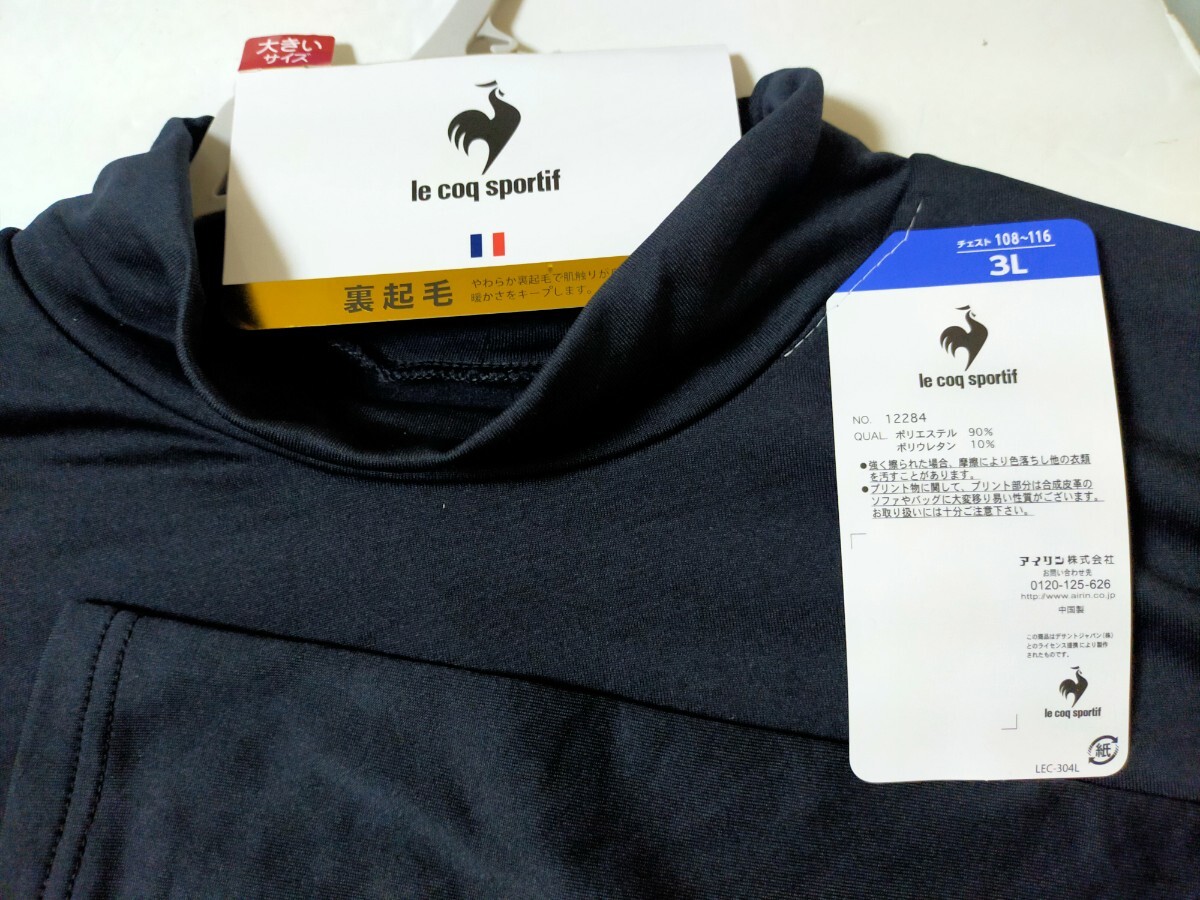 大きい
サイズ
le coq sportif
裏起毛
やわらか裏起毛で肌触りが
暖かさをキープします。
チェスト 108~116
3L
le coq sportif
NO. 12284
QUAL. ポリエステル 90%
ポリウレタン 10%
●強く擦られた場合、摩擦により色落ちし他の衣類
を汚すことがあります。
●プリント物に関して、プリント部分は合成皮革の
ソファやバッグに大変移り易い性質がございます。
お取り扱いには十分ご注意下さい。
アイリン株式会社
お問い合わせ先
0120-125-626
http://www.airin.co.jp
中国製
この商品はデサントジャパン(株)
とのライセンス提携により製作
されたものです。
le coq sportif
紙
LEC-304L